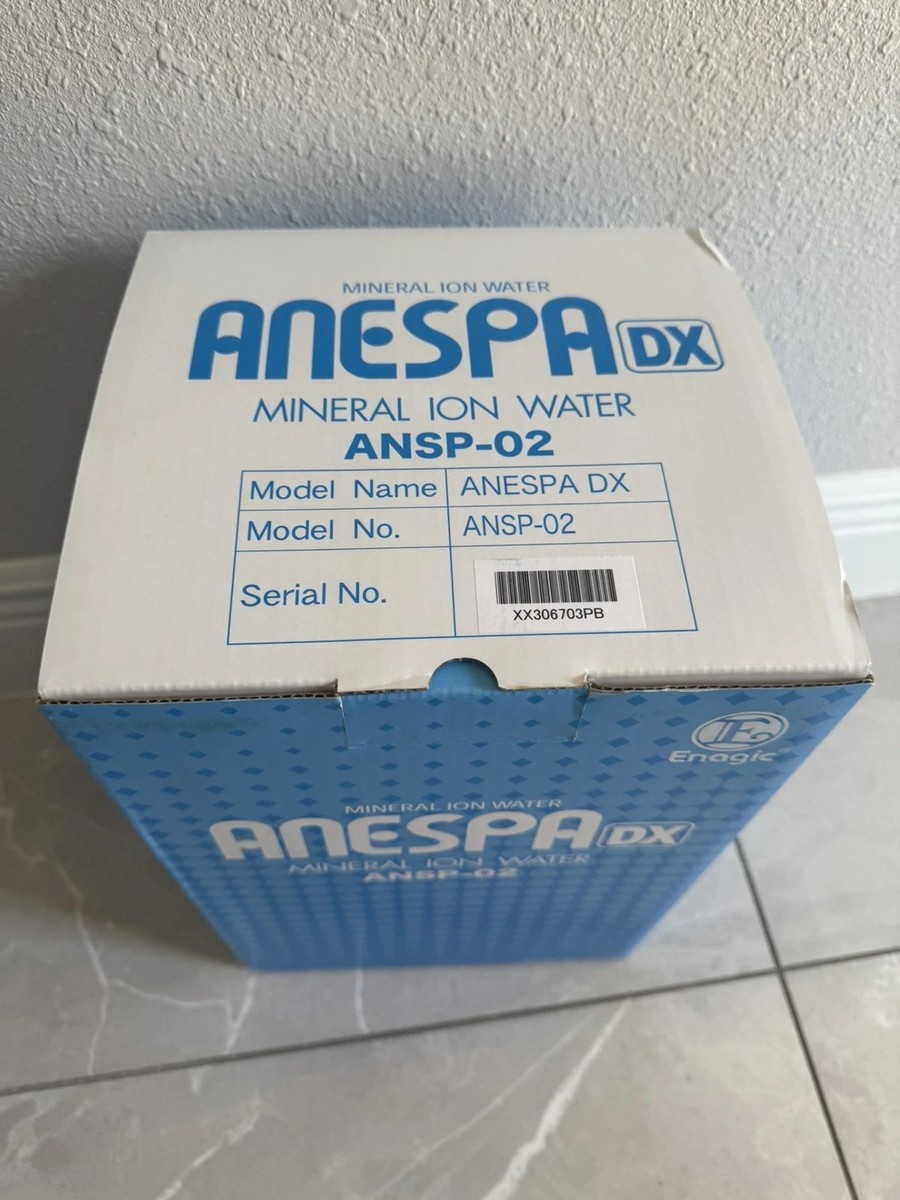 MINERAL ION WATER
ANESPA DX
MINERAL ION WATER
ANSP-02
Model Name ANESPA DX
Model No. ANSP-02
Serial No. XX306703PB
E
Enagic®
MINERAL ION WATER
ANESPA DX
MINERAL ION WATER
ANSP-02